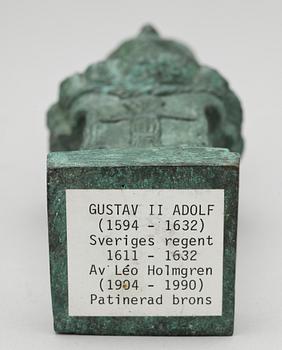 GUSTAV II ADOLF
(1594 - 1632)
Sveriges regent
1611 - 1632
Av Léo Holmgren
(1904 - 1990)
Patinerad brons